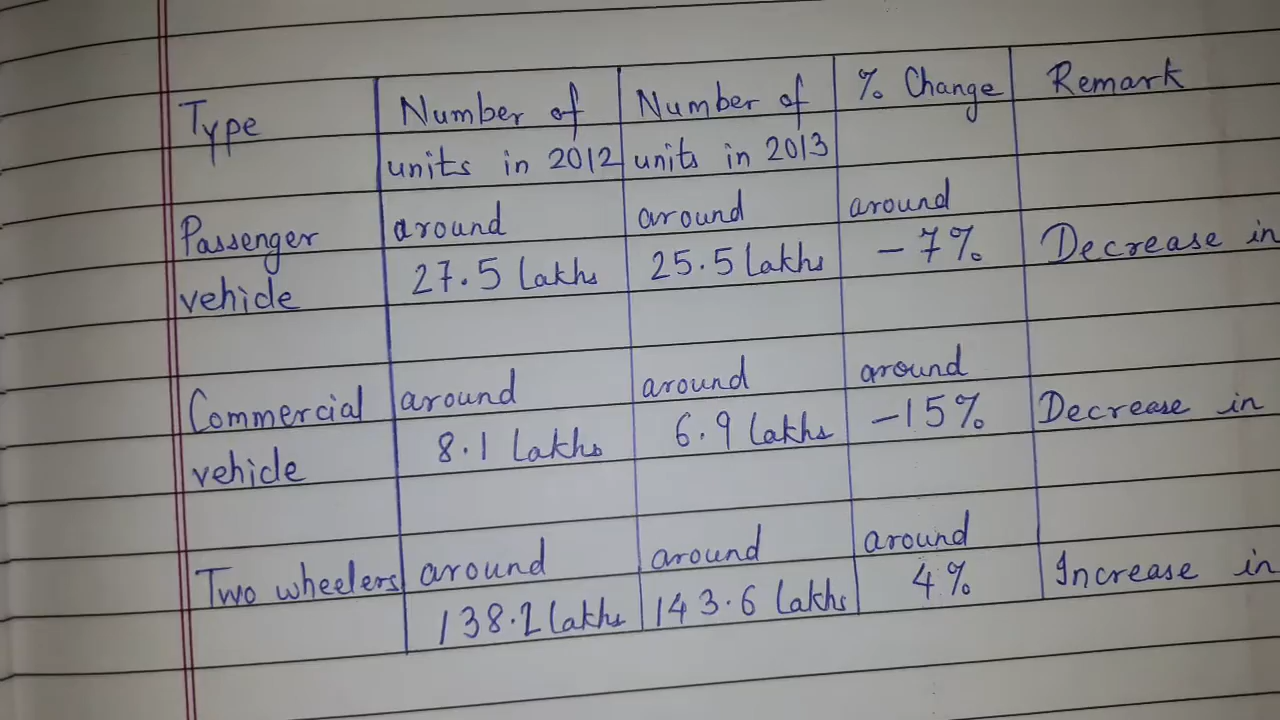 Type Number of Number of % Change Remark
units in 2012 units in 2013
Passenger around around around
vehicle 27.5 Lakhs 25.5 Lakhs -7% Decrease in
Commercial around around around
vehicle 8.1 Lakhs 6.9 Lakhs -15% Decrease in
Two wheelers around around around
138.2 Lakhs 143.6 Lakhs 4% Increase in